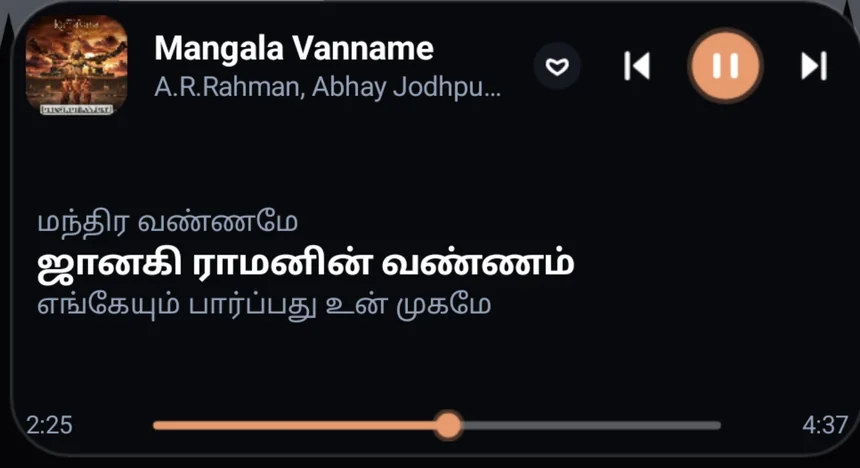 Mangala Vanname
A.R.Rahman, Abhay Jodhpu...
மந்திர வண்ணமே
ஜானகி ராமனின் வண்ணம்
எங்கேயும் பார்ப்பது உன் முகமே
2:25
4:37